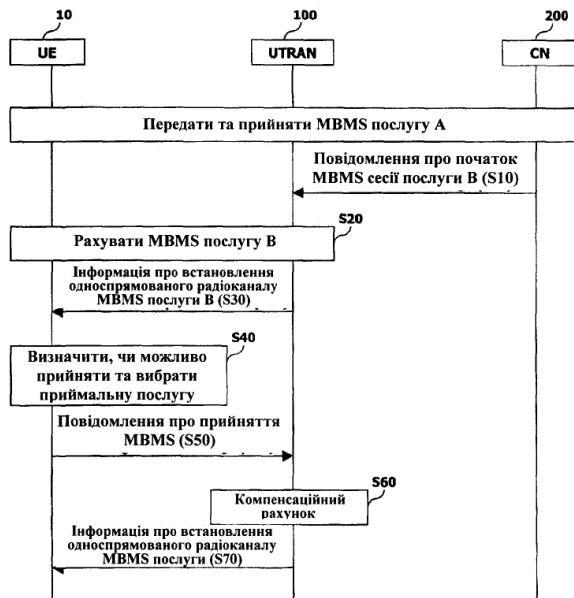 10
100
200
UE
UTRAN
CN
Передати та прийняти MBMS послугу А
Повідомлення про початок
MBMS сесії послуги В (S10)
S20
Рахувати MBMS послугу В
Інформація про встановлення
односпрямованого радіоканалу
MBMS послуги В (S30)
S40
Визначити, чи можливо
прийняти та вибрати
приймальну послугу
Повідомлення про прийняття
MBMS (S50)
S60
Компенсаційний
рахунок
Інформація про встановлення
односпрямованого радіоканалу
MBMS послуги (S70)